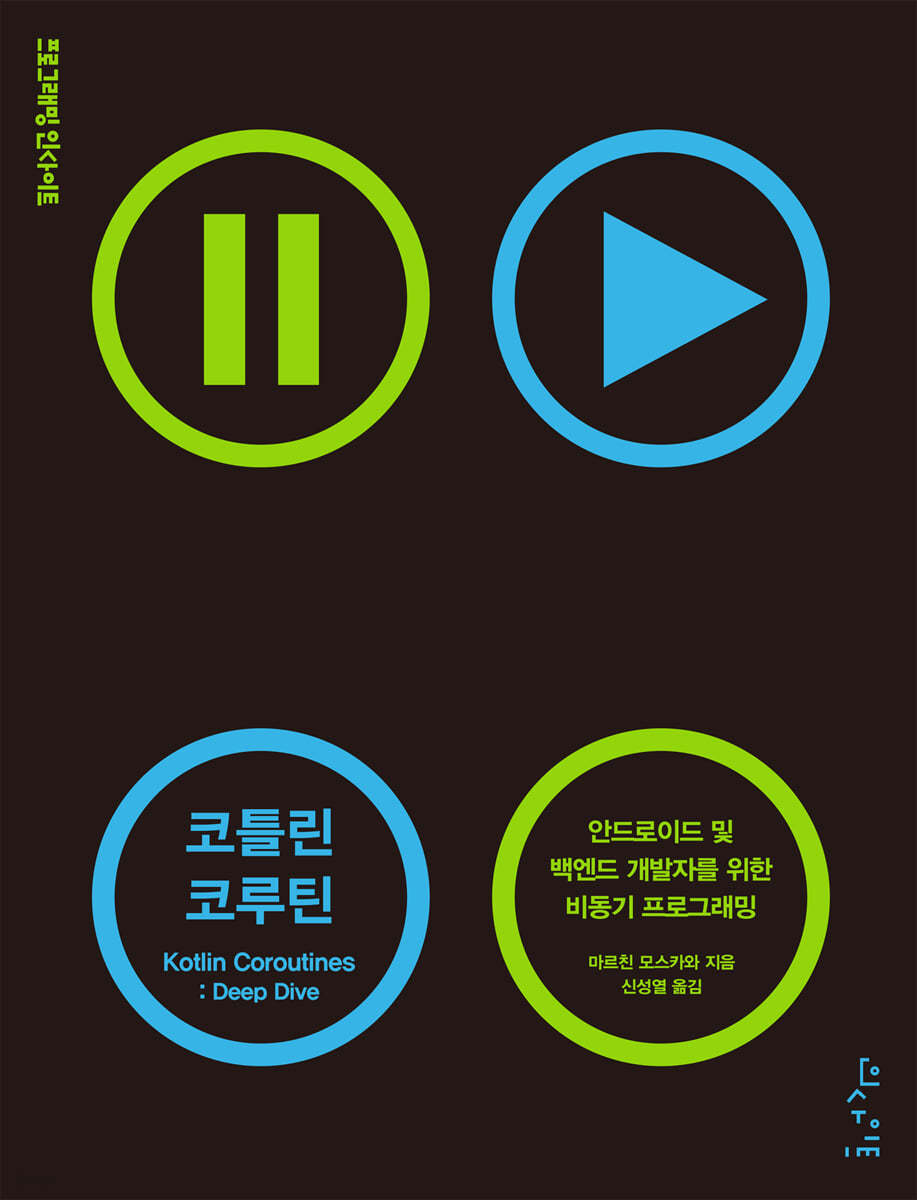 프로그래밍 인사이트
코틀린
코루틴
Kotlin Coroutines
: Deep Dive
안드로이드 및
백엔드 개발자를 위한
비동기 프로그래밍
마르친 모스카와 지음
신성열 옮김
인사이트